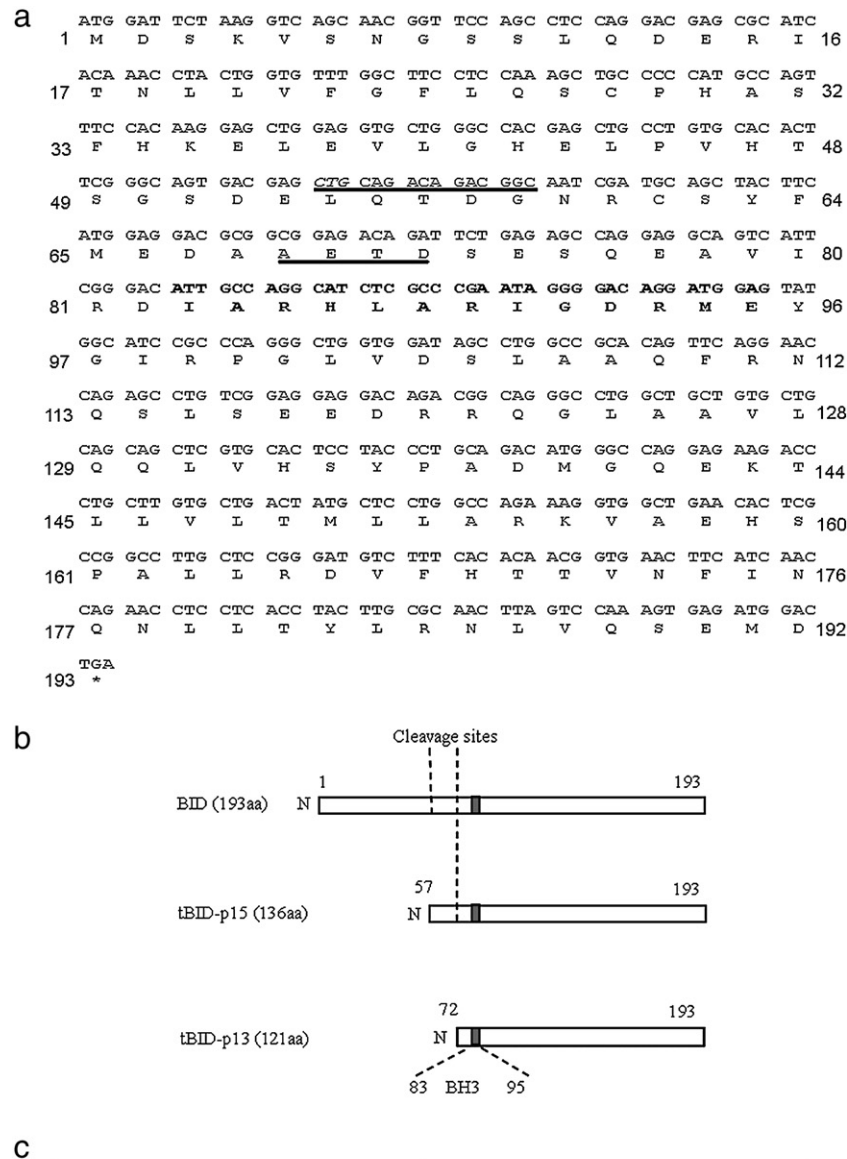 a
ATG GAT TCT AAG GTC AGC AAC GGT TCC AGC CTC CAG GAC GAG CGC ATC
1 M D S K V S N G S S L Q D E R I 16
ACA AAC CTA CTG GTG TTT GGC TTC CTC CAA AGC TGC CCC CAT GCC AGT
17 T N L L V F G F L Q S C P H A S 32
TTC CAC AAG GAG CTG GAG GTG CTG GGC CAC GAG CTG CCT GTG CAC ACT
33 F H K E L E V L G H E L P V H T 48
TCG GGC AGT GAC GAG CTG CAG ACA GAC GGC AAT CGA TGC AGC TAC TTC
49 S G S D E L Q T D G N R C S Y F 64
ATG GAG GAC GCG GCG GAG ACA GAT TCT GAG AGC CAG GAG GCA GTC ATT
65 M E D A A E T D S E S Q E A V I 80
CGG GAC ATT GCC AGG CAT CTC GCC CGA ATA GGG GAC AGG ATG GAG TAT
81 R D I A R H L A R I G D R M E Y 96
GGC ATC CGC CCA GGG CTG GTG GAT AGC CTG GCC GCA CAG TTC AGG AAC
97 G I R P G L V D S L A A Q F R N 112
CAG AGC CTG TCG GAG GAG GAC AGA CGG CAG GGC CTG GCT GCT GTG CTG
113 Q S L S E E D R R Q G L A A V L 128
CAG CAG CTC GTG CAC TCC TAC CCT GCA GAC ATG GGC CAG GAG AAG ACC
129 Q Q L V H S Y P A D M G Q E K T 144
CTG CTT GTG CTG ACT ATG CTC CTG GCC AGA AAG GTG GCT GAA CAC TCG
145 L L V L T M L L A R K V A E H S 160
CCG GCC TTG CTC CGG GAT GTC TTT CAC ACA ACG GTG AAC TTC ATC AAC
161 P A L L R D V F H T T V N F I N 176
CAG AAC CTC CTC ACC TAC TTG CGC AAC TTA GTC CAA AGT GAG ATG GAC
177 Q N L L T Y L R N L V Q S E M D 192
TGA
193 *
b
Cleavage sites
1 193
BID (193aa) N
57 193
tBID-p15 (136aa) N
72 193
tBID-p13 (121aa) N
83 BH3 95
c